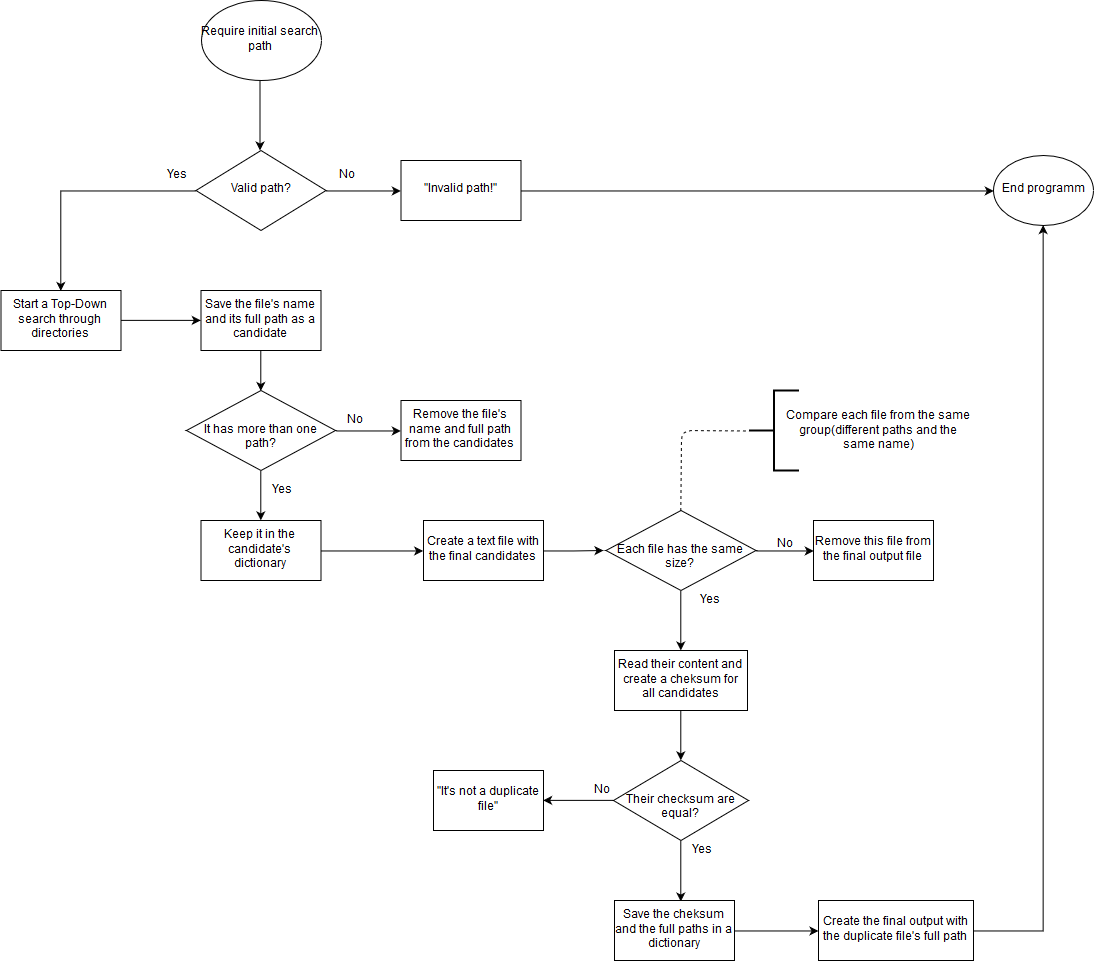 Require initial search
path
Yes
Valid path?
No
"Invalid path!"
End programm
Start a Top-Down
search through
directories
Save the file's name
and its full path as a
candidate
It has more than one
path?
No
Remove the file's
name and full path
from the candidates
Compare each file from the same
group(different paths and the
same name)
Yes
Keep it in the
candidate's
dictionary
Create a text file with
the final candidates
Each file has the same
size?
No
Remove this file from
the final output file
Yes
Read their content and
create a cheksum for
all candidates
"It's not a duplicate
file"
No
Their checksum are
equal?
Yes
Save the cheksum
and the full paths in a
dictionary
Create the final output with
the duplicate file's full path